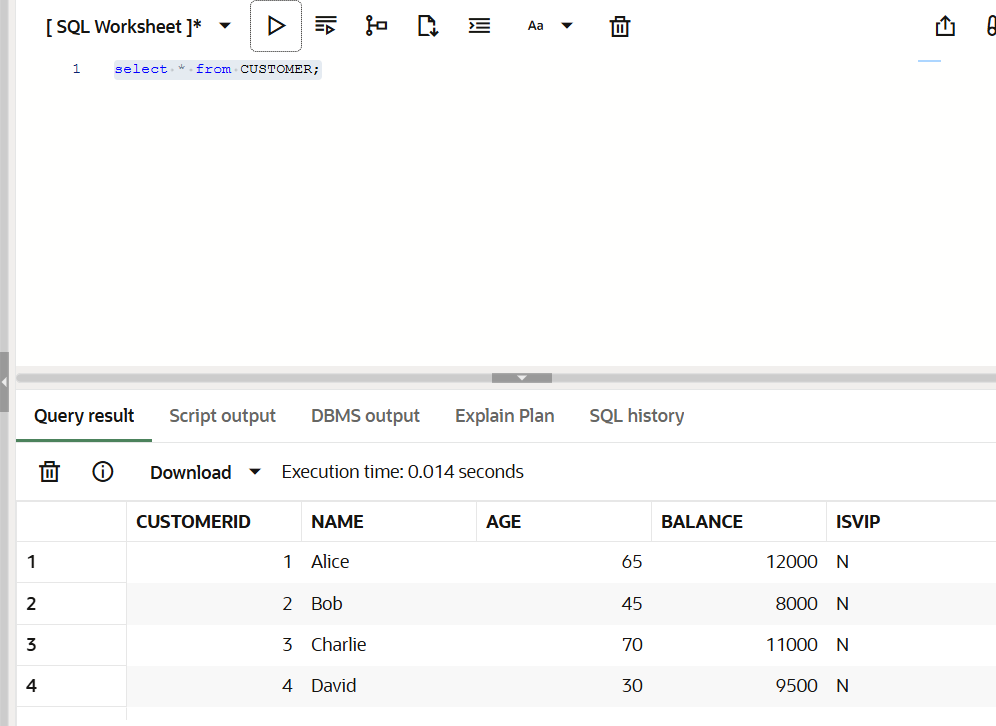 [ SQL Worksheet ]* Aa
1 select * from CUSTOMER;
Query result Script output DBMS output Explain Plan SQL history
Download Execution time: 0.014 seconds
CUSTOMERID NAME AGE BALANCE ISVIP
1 1 Alice 65 12000 N
2 2 Bob 45 8000 N
3 3 Charlie 70 11000 N
4 4 David 30 9500 N